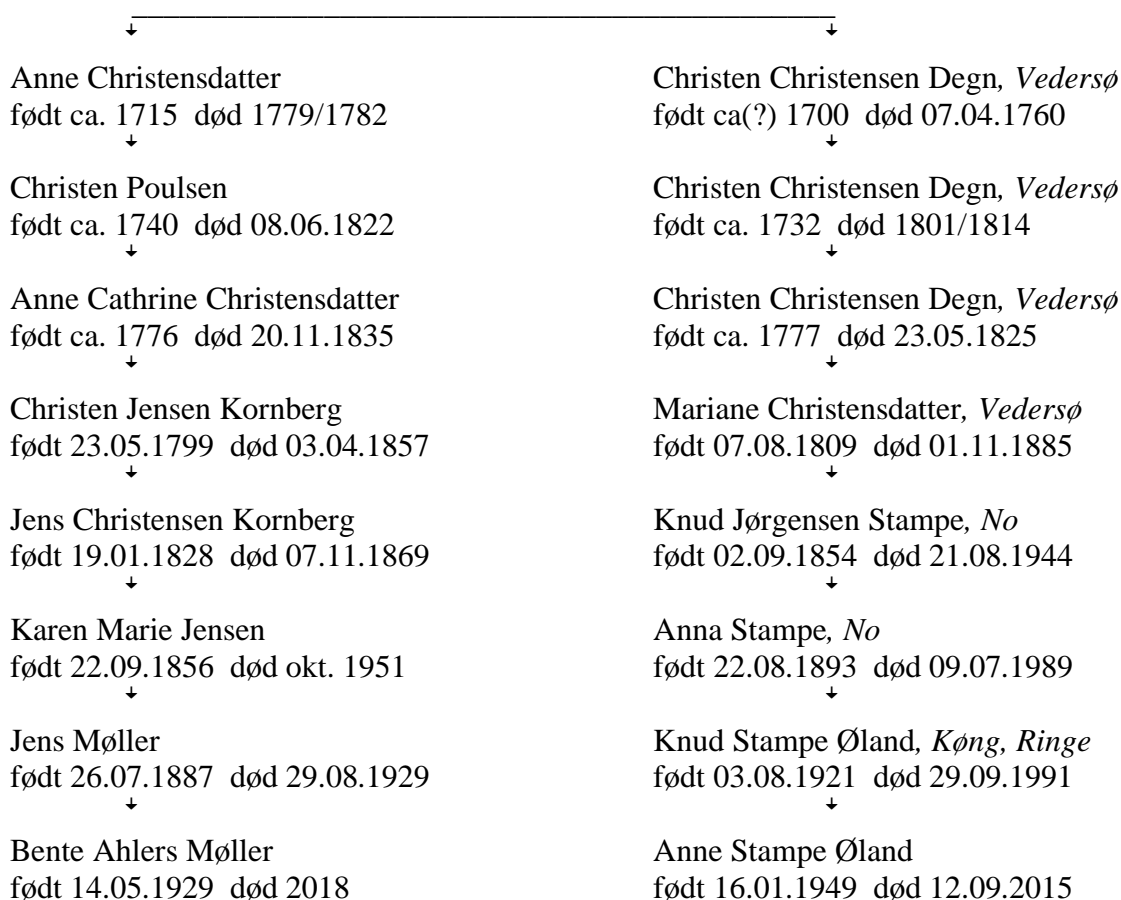 Anne Christensdatter
født ca. 1715  død 1779/1782
Christen Poulsen
født ca. 1740  død 08.06.1822
Anne Cathrine Christensdatter
født ca. 1776  død 20.11.1835
Christen Jensen Kornberg
født 23.05.1799  død 03.04.1857
Jens Christensen Kornberg
født 19.01.1828  død 07.11.1869
Karen Marie Jensen
født 22.09.1856  død okt. 1951
Jens Møller
født 26.07.1887  død 29.08.1929
Bente Ahlers Møller
født 14.05.1929  død 2018
Christen Christensen Degn, Vedersø
født ca(?) 1700  død 07.04.1760
Christen Christensen Degn, Vedersø
født ca. 1732  død 1801/1814
Christen Christensen Degn, Vedersø
født ca. 1777  død 23.05.1825
Mariane Christensdatter, Vedersø
født 07.08.1809  død 01.11.1885
Knud Jørgensen Stampe, No
født 02.09.1854  død 21.08.1944
Anna Stampe, No
født 22.08.1893  død 09.07.1989
Knud Stampe Øland, Køng, Ringe
født 03.08.1921  død 29.09.1991
Anne Stampe Øland
født 16.01.1949  død 12.09.2015